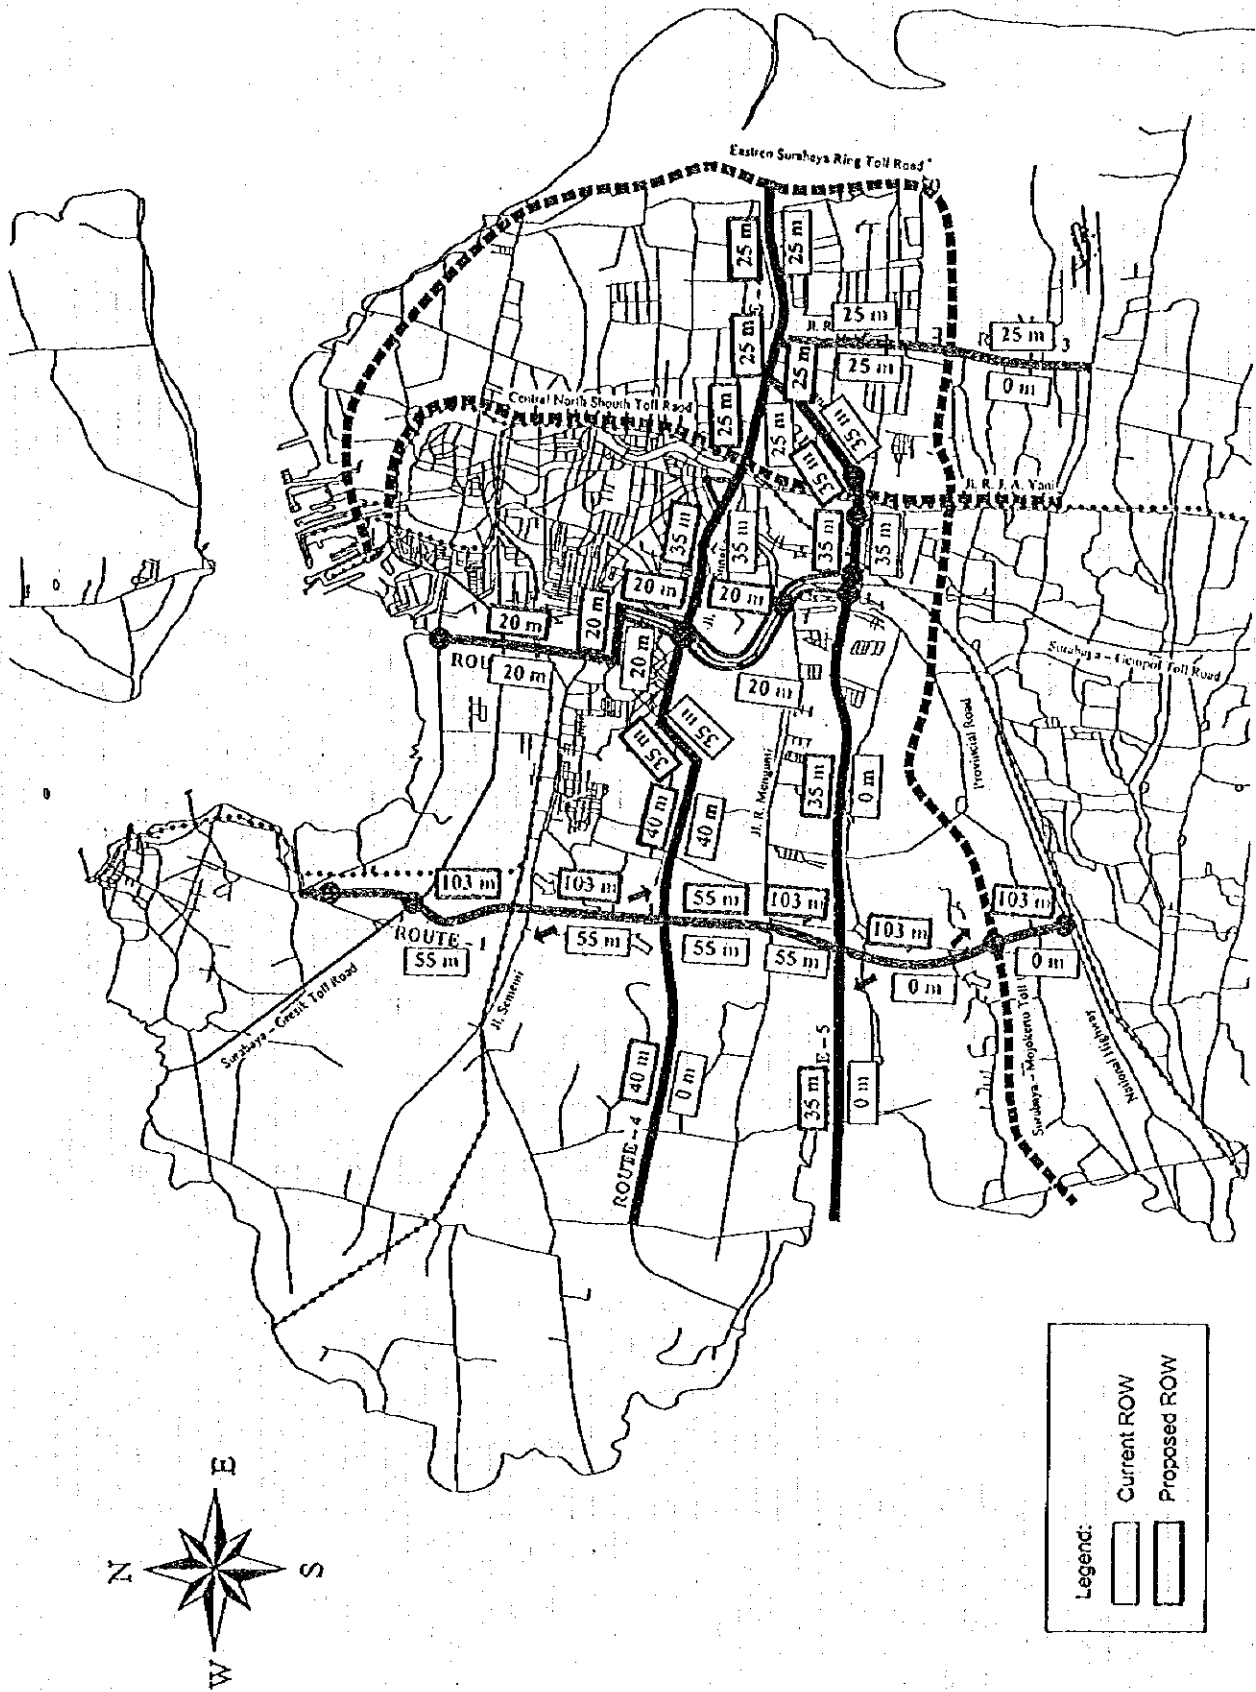 Eastren Surabaya Ring Toll Road
25 m
25 m
25 m
25 m
25 m
25 m
0 m
25 m
Jl. R.
25 m
25 m
Central North Shouth Toll Road
35 m
35 m
35 m
35 m
35 m
35 m
Jl. R. J. A. Yani
20 m
20 m
20 m
20 m
20 m
20 m
20 m
ROU
Surabaya - Gempol Toll Road
Provincial Road
35 m
35 m
40 m
40 m
Jl. R. Mengumi
35 m
0 m
103 m
103 m
55 m
103 m
103 m
103 m
ROUTE - 1
55 m
55 m
55 m
55 m
0 m
0 m
Surabaya - Gresik Toll Road
Jl. Sememi
Surabaya - Mojokerto Toll
National Highway
40 m
0 m
ROUTE - 4
E - 5
35 m
0 m
N
E
S
W
Legend:
Current ROW
Proposed ROW